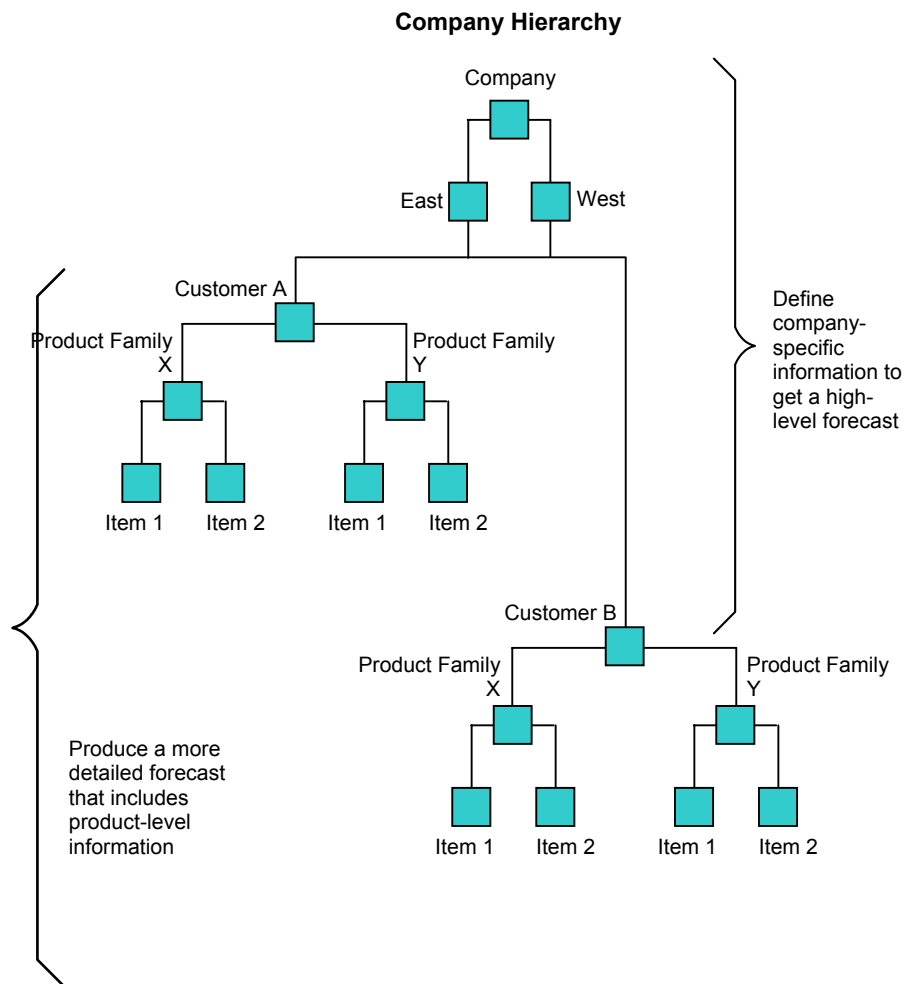 Company Hierarchy
Company
East
West
Customer A
Product Family
X
Product Family
Y
Item 1
Item 2
Item 1
Item 2
Define
company-
specific
information to
get a high-
level forecast
Customer B
Product Family
X
Product Family
Y
Item 1
Item 2
Item 1
Item 2
Produce a more
detailed forecast
that includes
product-level
information